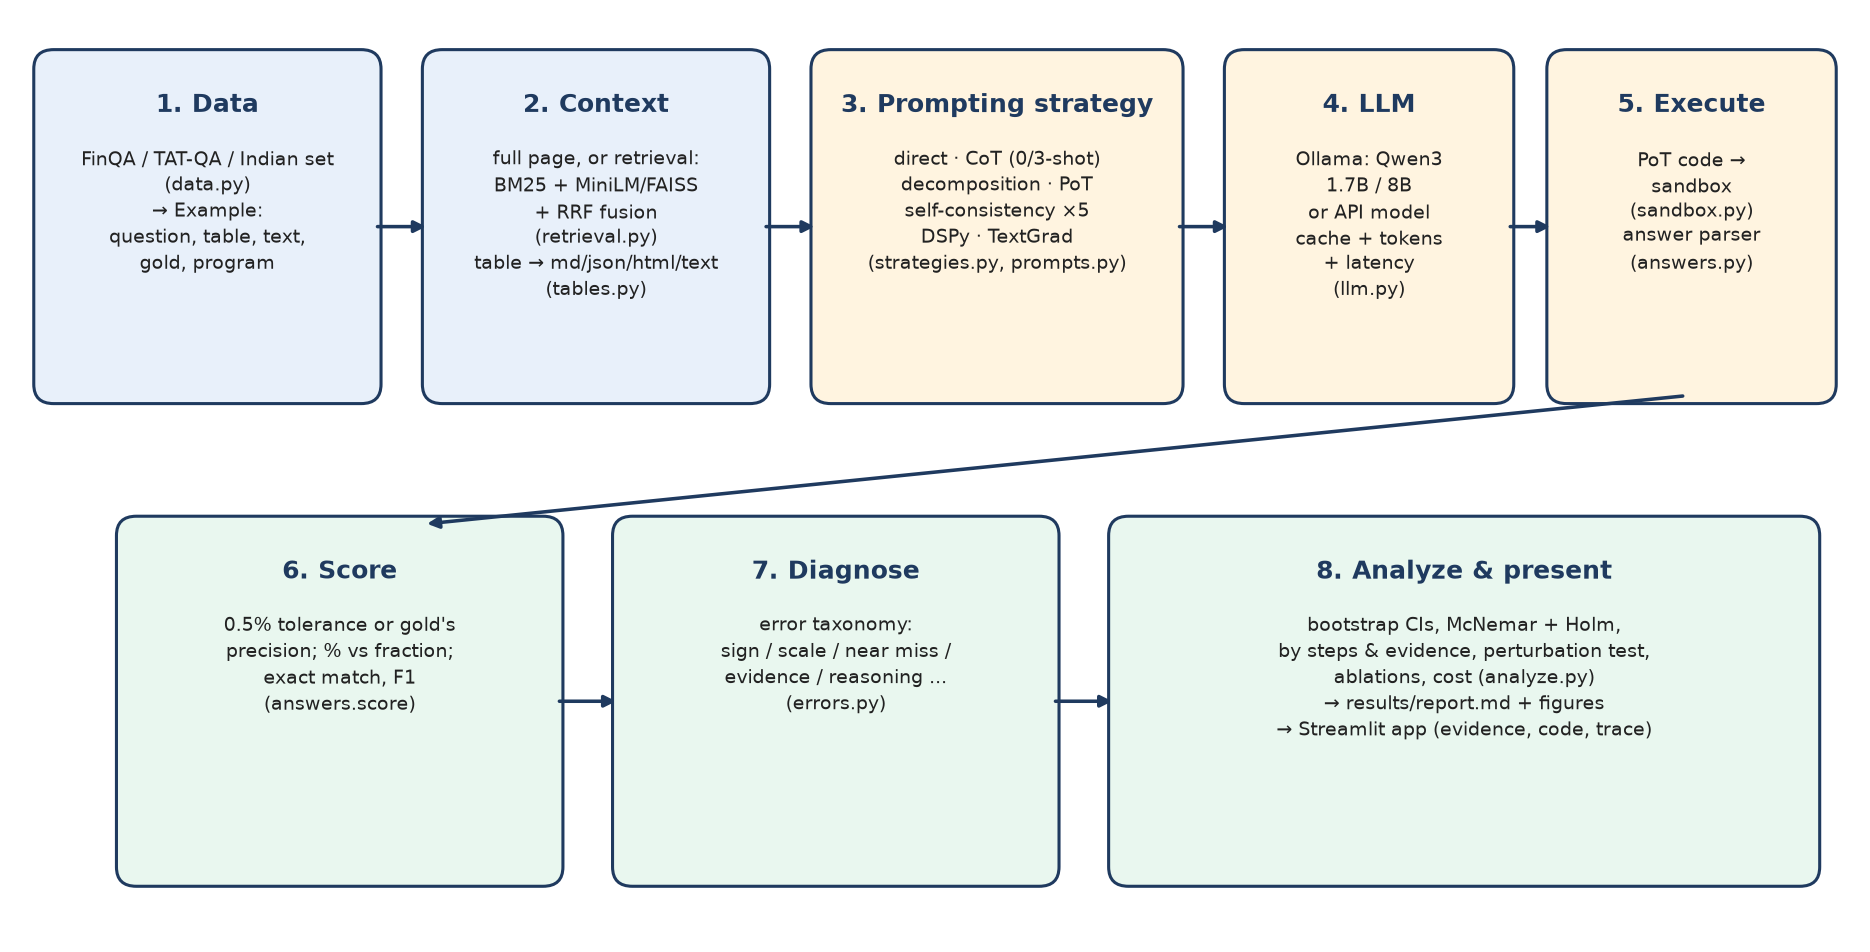 1. Data
FinQA / TAT-QA / Indian set
(data.py)
→ Example:
question, table, text,
gold, program
2. Context
full page, or retrieval:
BM25 + MiniLM/FAISS
+ RRF fusion
(retrieval.py)
table → md/json/html/text
(tables.py)
3. Prompting strategy
direct · CoT (0/3-shot)
decomposition · PoT
self-consistency ×5
DSPy · TextGrad
(strategies.py, prompts.py)
4. LLM
Ollama: Qwen3
1.7B / 8B
or API model
cache + tokens
+ latency
(llm.py)
5. Execute
PoT code →
sandbox
(sandbox.py)
answer parser
(answers.py)
6. Score
0.5% tolerance or gold's
precision; % vs fraction;
exact match, F1
(answers.score)
7. Diagnose
error taxonomy:
sign / scale / near miss /
evidence / reasoning ...
(errors.py)
8. Analyze & present
bootstrap CIs, McNemar + Holm,
by steps & evidence, perturbation test,
ablations, cost (analyze.py)
→ results/report.md + figures
→ Streamlit app (evidence, code, trace)